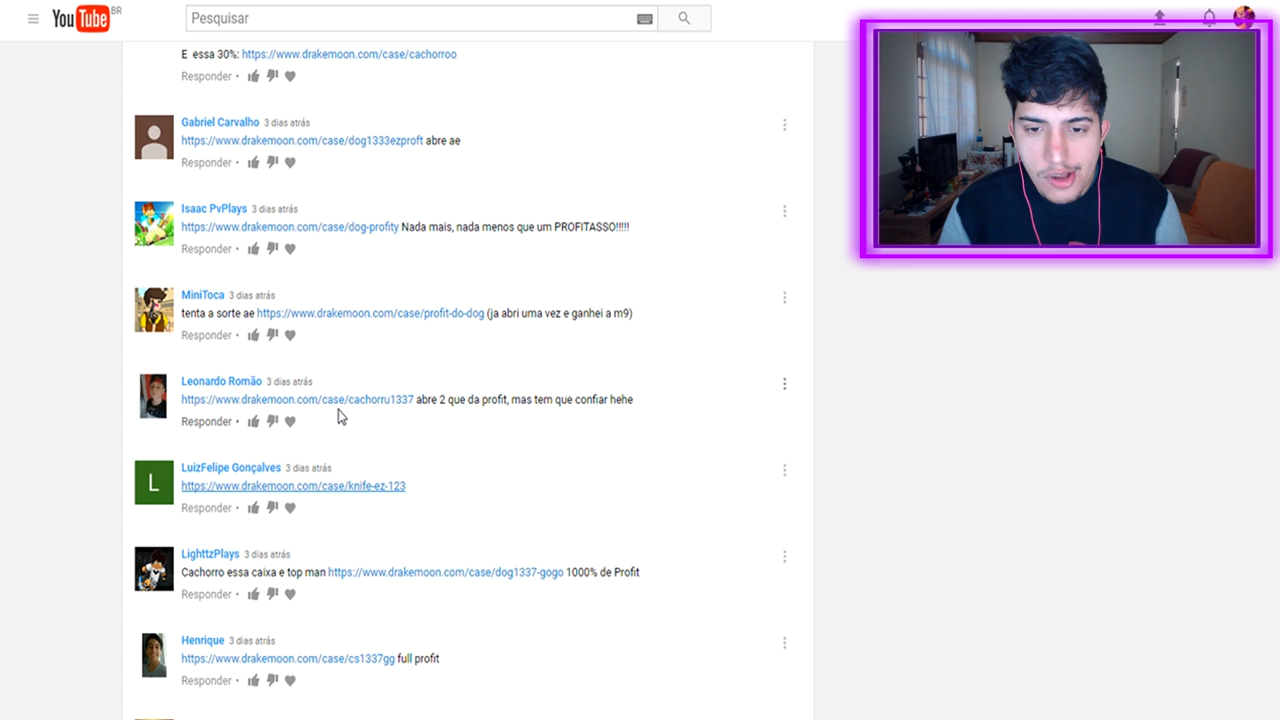 YouTube BR
Pesquisar
E essa 30%: https://www.drakemoon.com/case/cachorroo
Responder •
Gabriel Carvalho 3 dias atrás
https://www.drakemoon.com/case/dog1333ezproft abre ae
Responder •
Isaac PvPlays 3 dias atrás
https://www.drakemoon.com/case/dog-profity Nada mais, nada menos que um PROFITASSO!!!!!
Responder •
MiniToca 3 dias atrás
tenta a sorte ae https://www.drakemoon.com/case/profit-do-dog (ja abri uma vez e ganhei a m9)
Responder •
Leonardo Romão 3 dias atrás
https://www.drakemoon.com/case/cachorru1337 abre 2 que da profit, mas tem que confiar hehe
Responder •
L
LuizFelipe Gonçalves 3 dias atrás
https://www.drakemoon.com/case/knife-ez-123
Responder •
LighttzPlays 3 dias atrás
Cachorro essa caixa e top man https://www.drakemoon.com/case/dog1337-gogo 1000% de Profit
Responder •
Henrique 3 dias atrás
https://www.drakemoon.com/case/cs1337gg full profit
Responder •